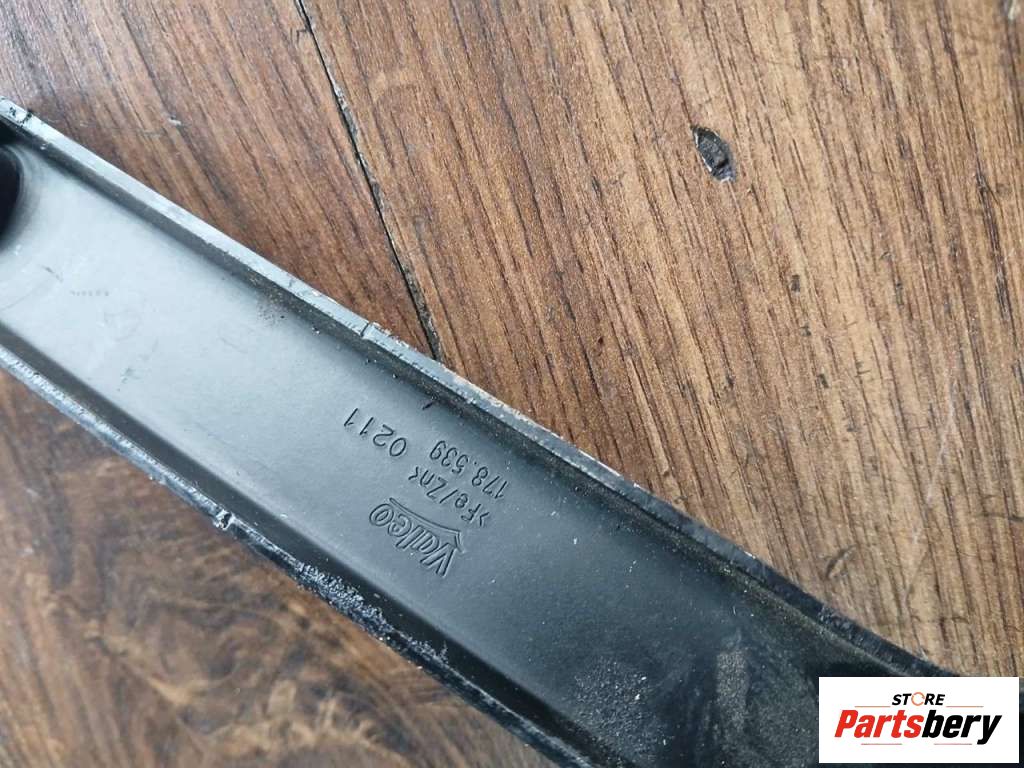 Valeo
>Fe/Zn<
178.539 0211
STORE
Partsbery